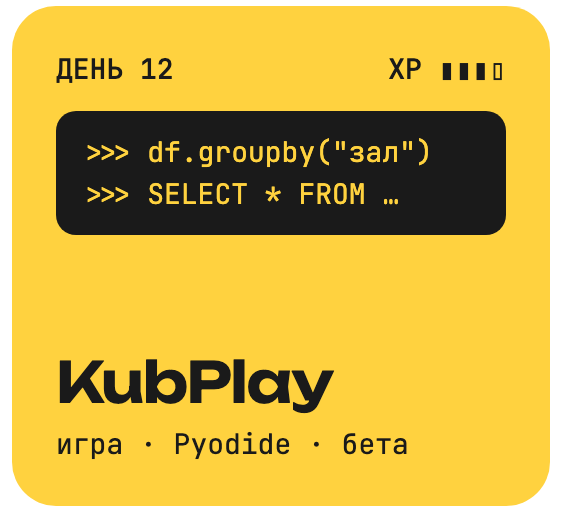 ДЕНЬ 12 XP ▮▮▮▯
>>> df.groupby("зал")
>>> SELECT * FROM …
KubPlay
игра · Pyodide · бета